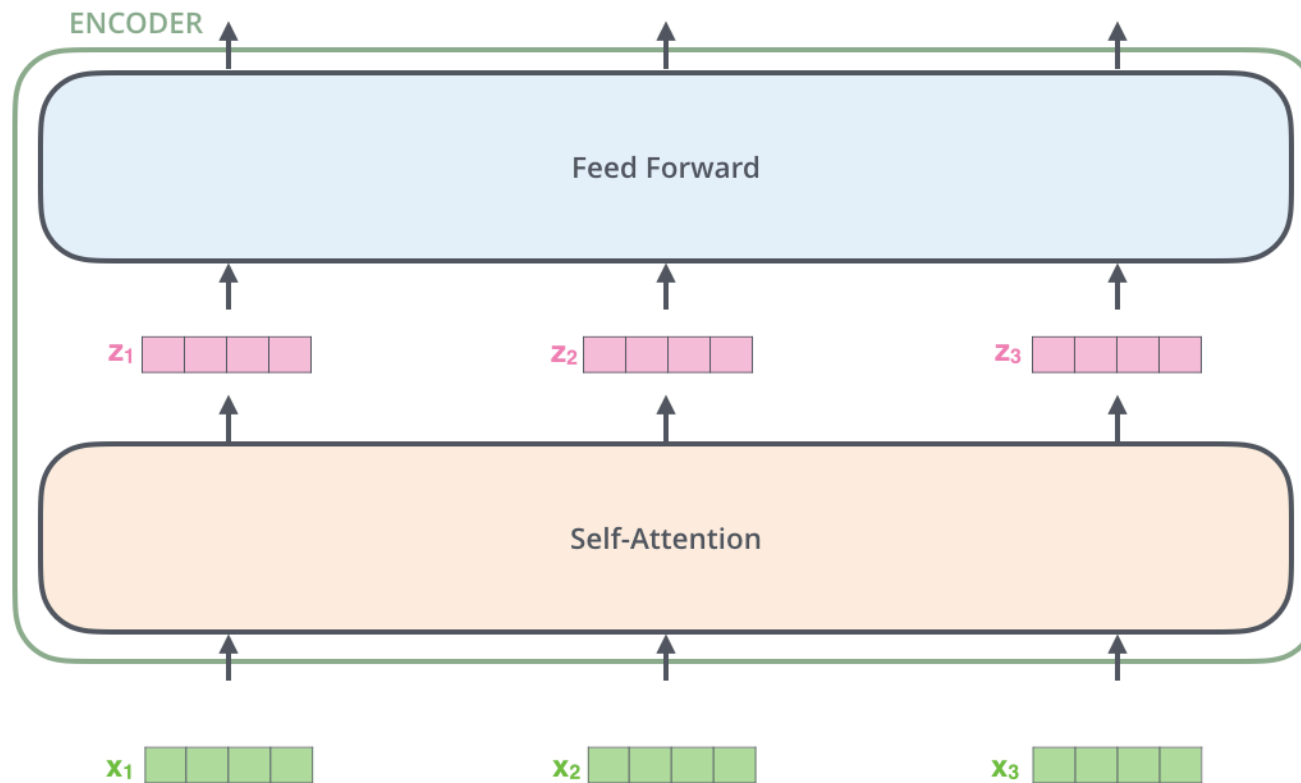 ENCODER
Feed Forward
z₁ z₂ z₃
Self-Attention
x₁ x₂ x₃